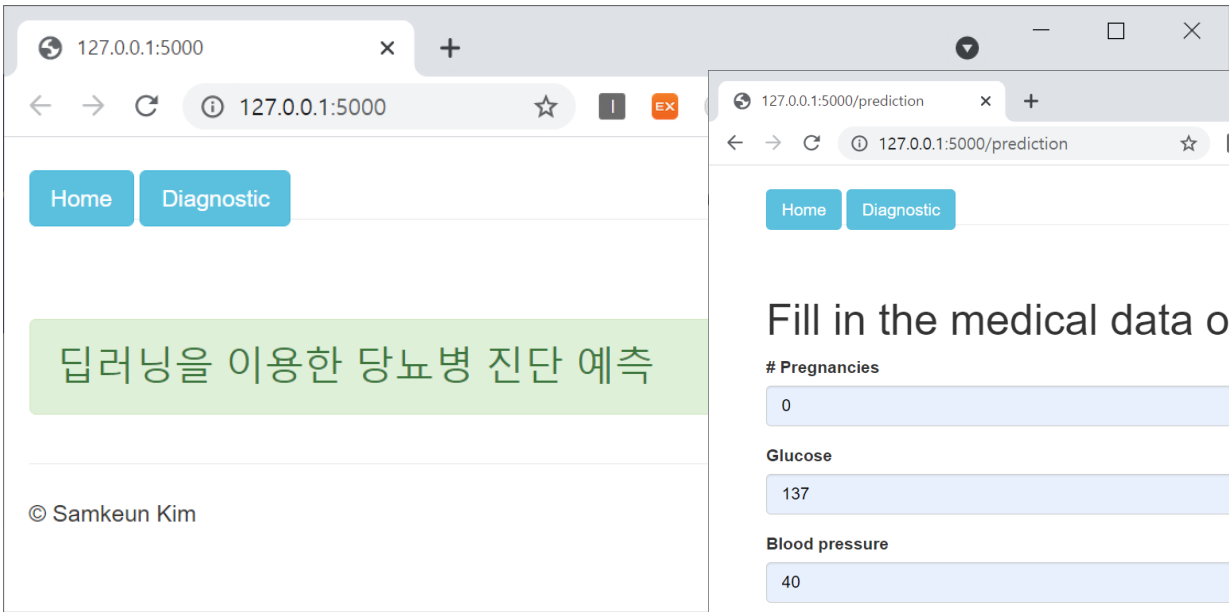 127.0.0.1:5000
127.0.0.1:5000
EX
Home
Diagnostic
딥러닝을 이용한 당뇨병 진단 예측
© Samkeun Kim
127.0.0.1:5000/prediction
127.0.0.1:5000/prediction
Home
Diagnostic
Fill in the medical data o
# Pregnancies
0
Glucose
137
Blood pressure
40